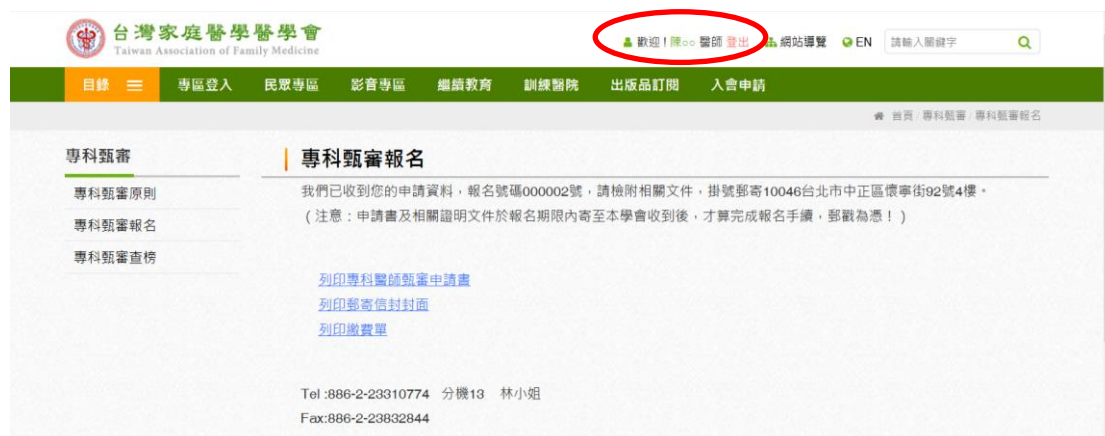 台灣家庭醫學醫學會
Taiwan Association of Family Medicine
歡迎！陳○○ 醫師 登出 網站導覽 EN 請輸入關鍵字
目錄 專區登入 民眾專區 影音專區 繼續教育 訓練醫院 出版品訂閱 入會申請
首頁 / 專科甄審 / 專科甄審報名
專科甄審
專科甄審原則
專科甄審報名
專科甄審查榜
專科甄審報名
我們已收到您的申請資料，報名號碼000002號，請檢附相關文件，掛號郵寄10046台北市中正區懷寧街92號4樓。
（注意：申請書及相關證明文件於報名期限內寄至本學會收到後，才算完成報名手續，郵戳為憑！）
列印專科醫師甄審申請書
列印郵寄信封封面
列印繳費單
Tel :886-2-23310774 分機13 林小姐
Fax:886-2-23832844